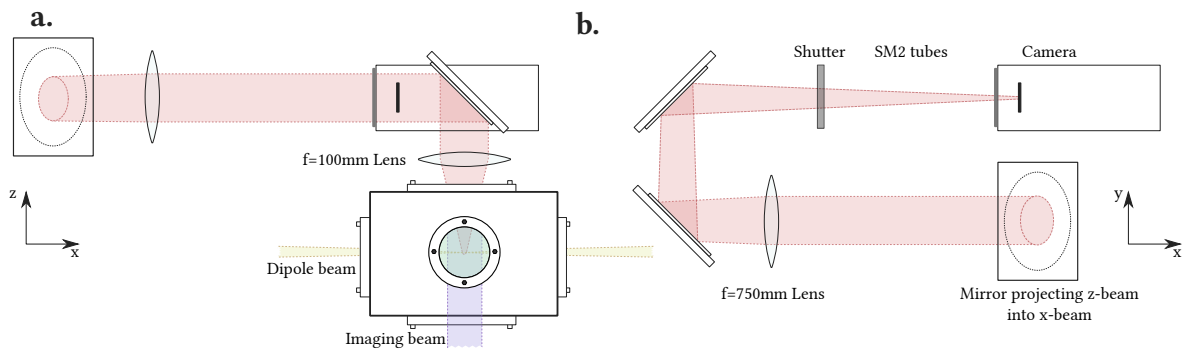 a.
f=100mm Lens
z
x
Dipole beam
Imaging beam
b.
Shutter
SM2 tubes
Camera
y
x
f=750mm Lens
Mirror projecting z-beam
into x-beam